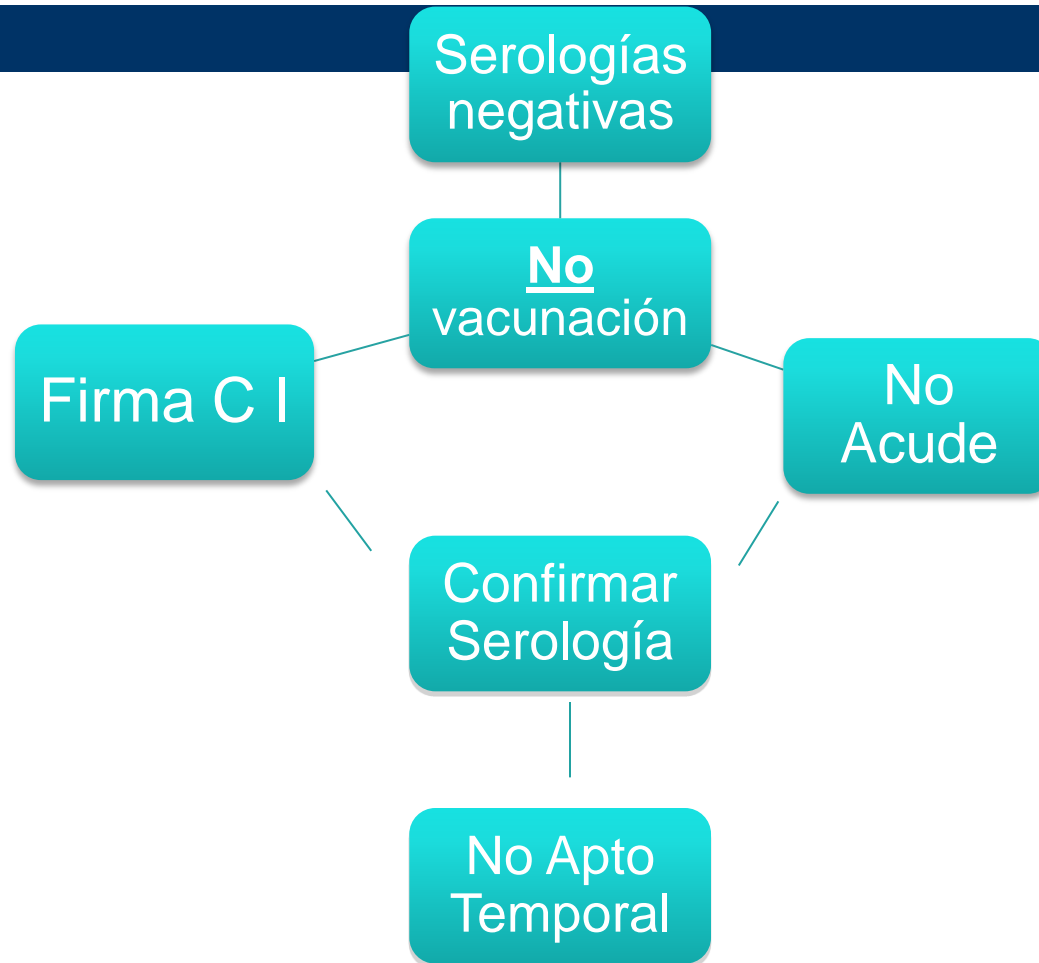 Serologías
negativas
No
vacunación
Firma C I
No
Acude
Confirmar
Serología
No Apto
Temporal